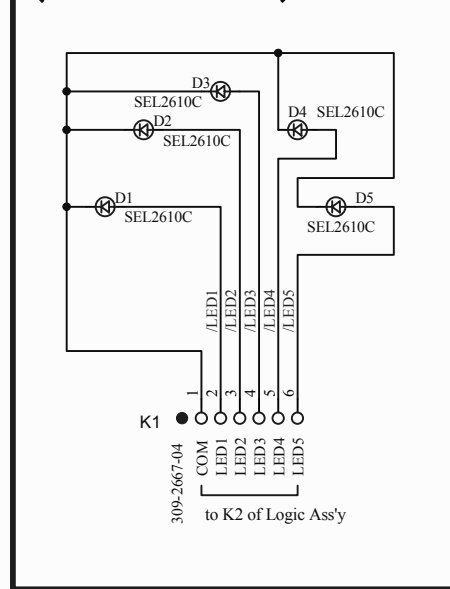 D3
SEL2610C
D4 SEL2610C
D2
SEL2610C
D1
SEL2610C
D5
SEL2610C
/LED1
/LED2
/LED3
/LED4
/LED5
1
2
3
4
5
6
K1
309-2667-04
COM
LED1
LED2
LED3
LED4
LED5
to K2 of Logic Ass'y